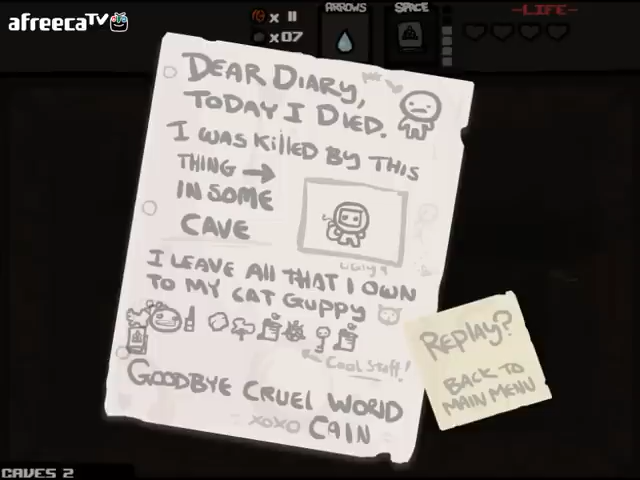 afreecaTV
x 11
x 07
ARROWS
SPACE
-LIFE-
DEAR DIARY,
TODAY I DIED.
I WAS KILLED BY THIS
THING →
IN SOME
CAVE
ugly
I LEAVE ALL THAT I OWN
TO MY CAT GUPPY
Cool Stuff!
GOODBYE CRUEL WORLD
XOXO CAIN
REPLAY?
BACK TO
MAIN MENU
CAVES 2